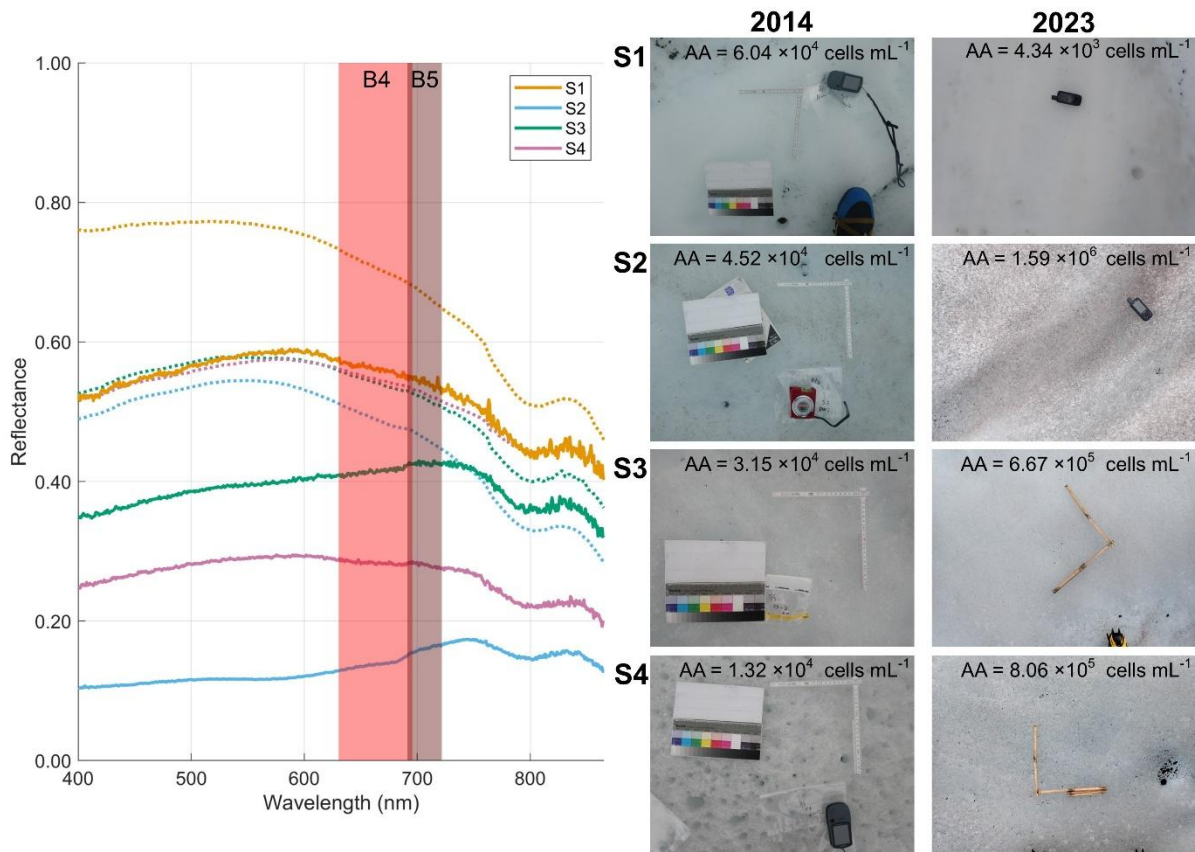 2014
2023
S1
AA = 6.04 ×10⁴ cells mL⁻¹
AA = 4.34 ×10³ cells mL⁻¹
S2
AA = 4.52 ×10⁴ cells mL⁻¹
AA = 1.59 ×10⁶ cells mL⁻¹
S3
AA = 3.15 ×10⁴ cells mL⁻¹
AA = 6.67 ×10⁵ cells mL⁻¹
S4
AA = 1.32 ×10⁴ cells mL⁻¹
AA = 8.06 ×10⁵ cells mL⁻¹
1.00
0.80
0.60
0.40
0.20
0.00
Reflectance
B4
B5
S1
S2
S3
S4
400
500
600
700
800
Wavelength (nm)